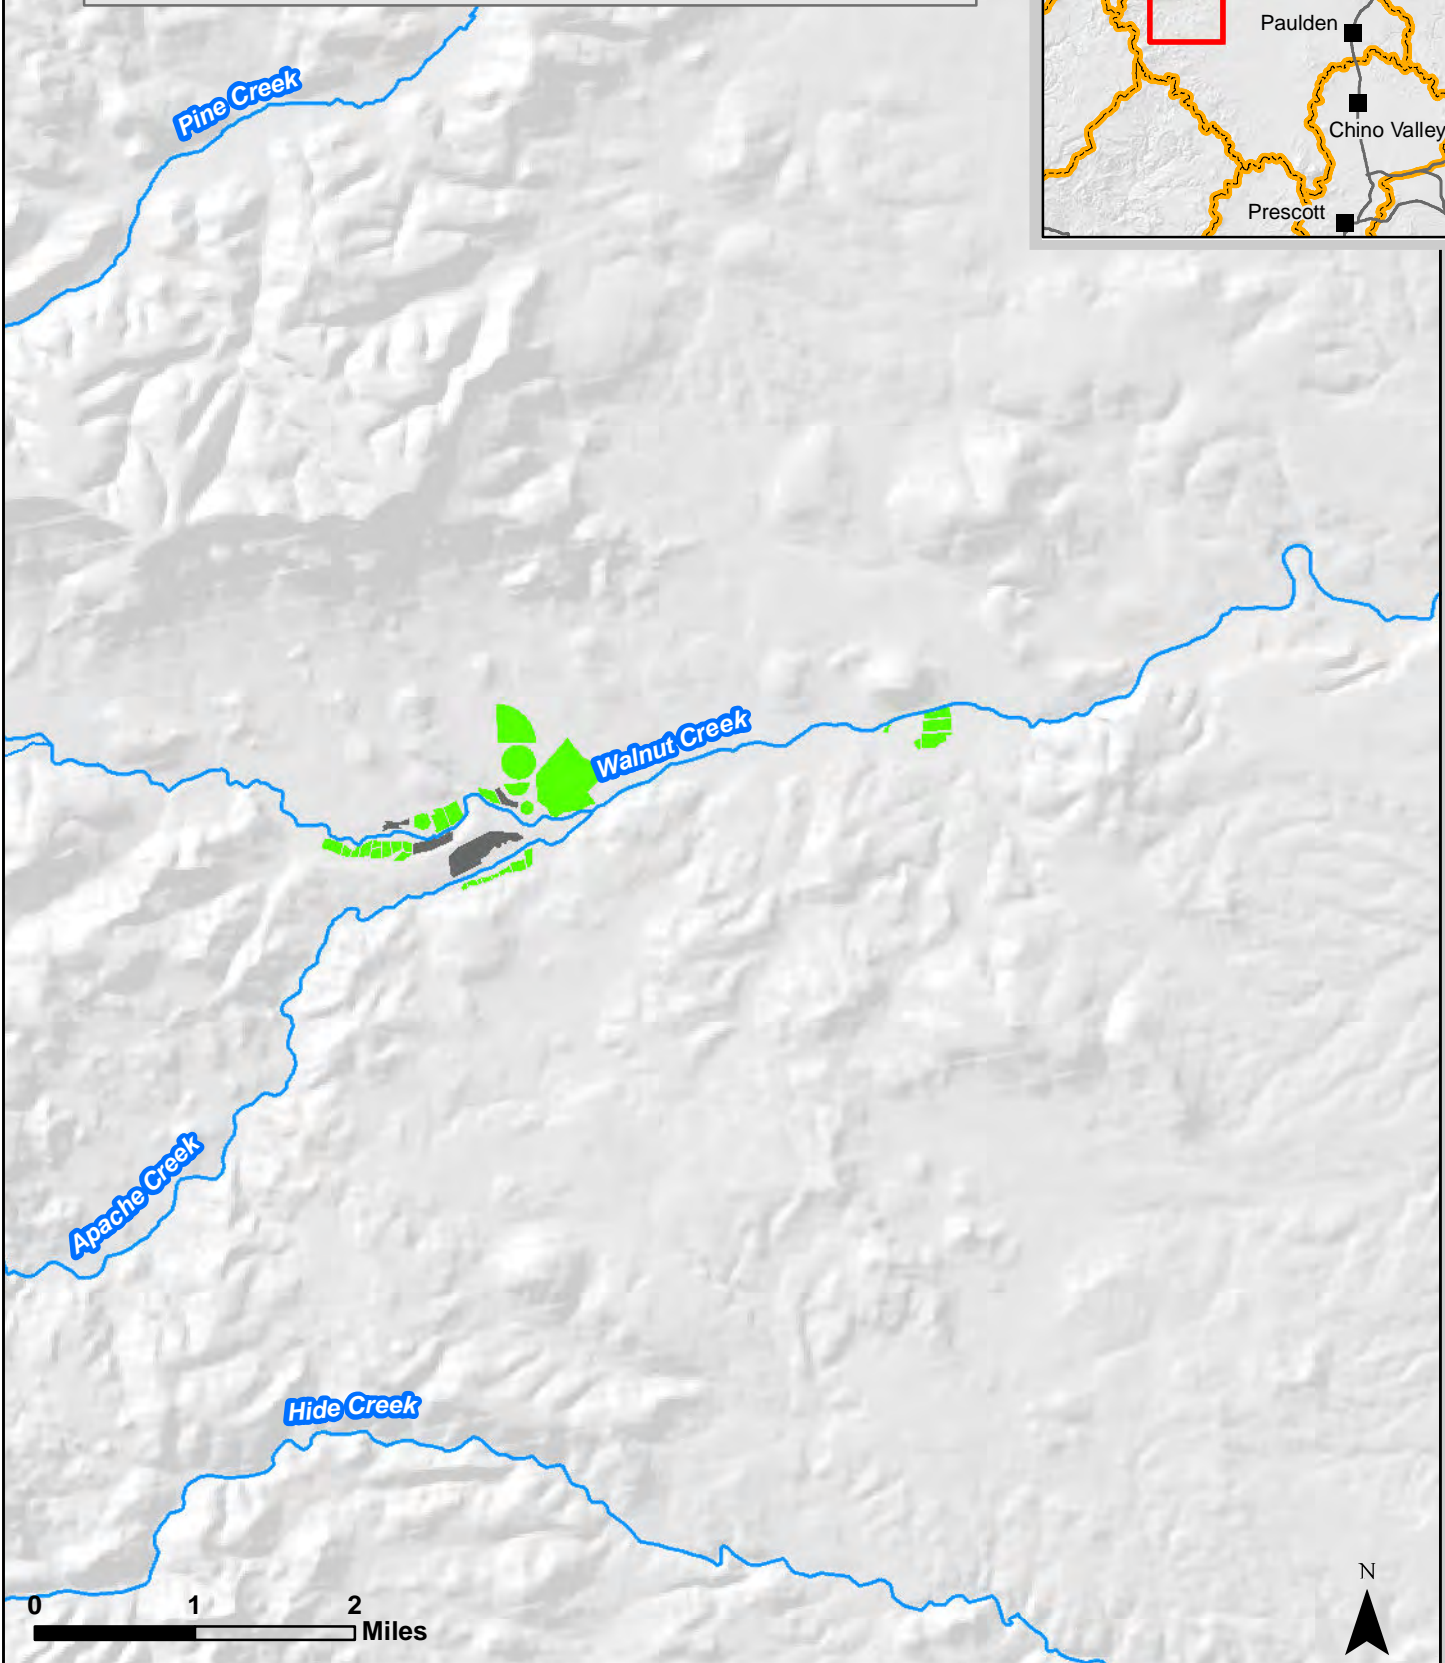 Paulden
Pine Creek
Chino Valley
Prescott
Walnut Creek
Apache Creek
Hide Creek
N
0 1 2
Miles